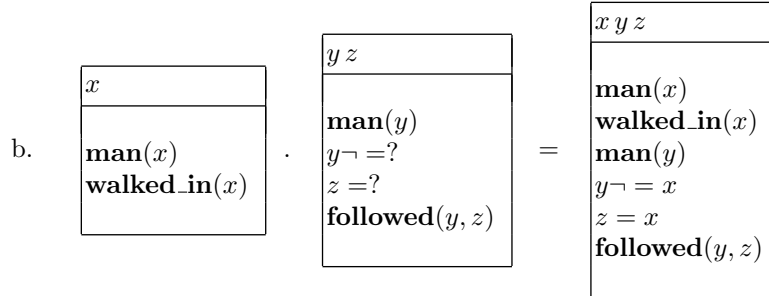 b.
x
man(x)
walked_in(x)
.
y z
man(y)
y¬ =?
z =?
followed(y, z)
=
x y z
man(x)
walked_in(x)
man(y)
y¬ = x
z = x
followed(y, z)